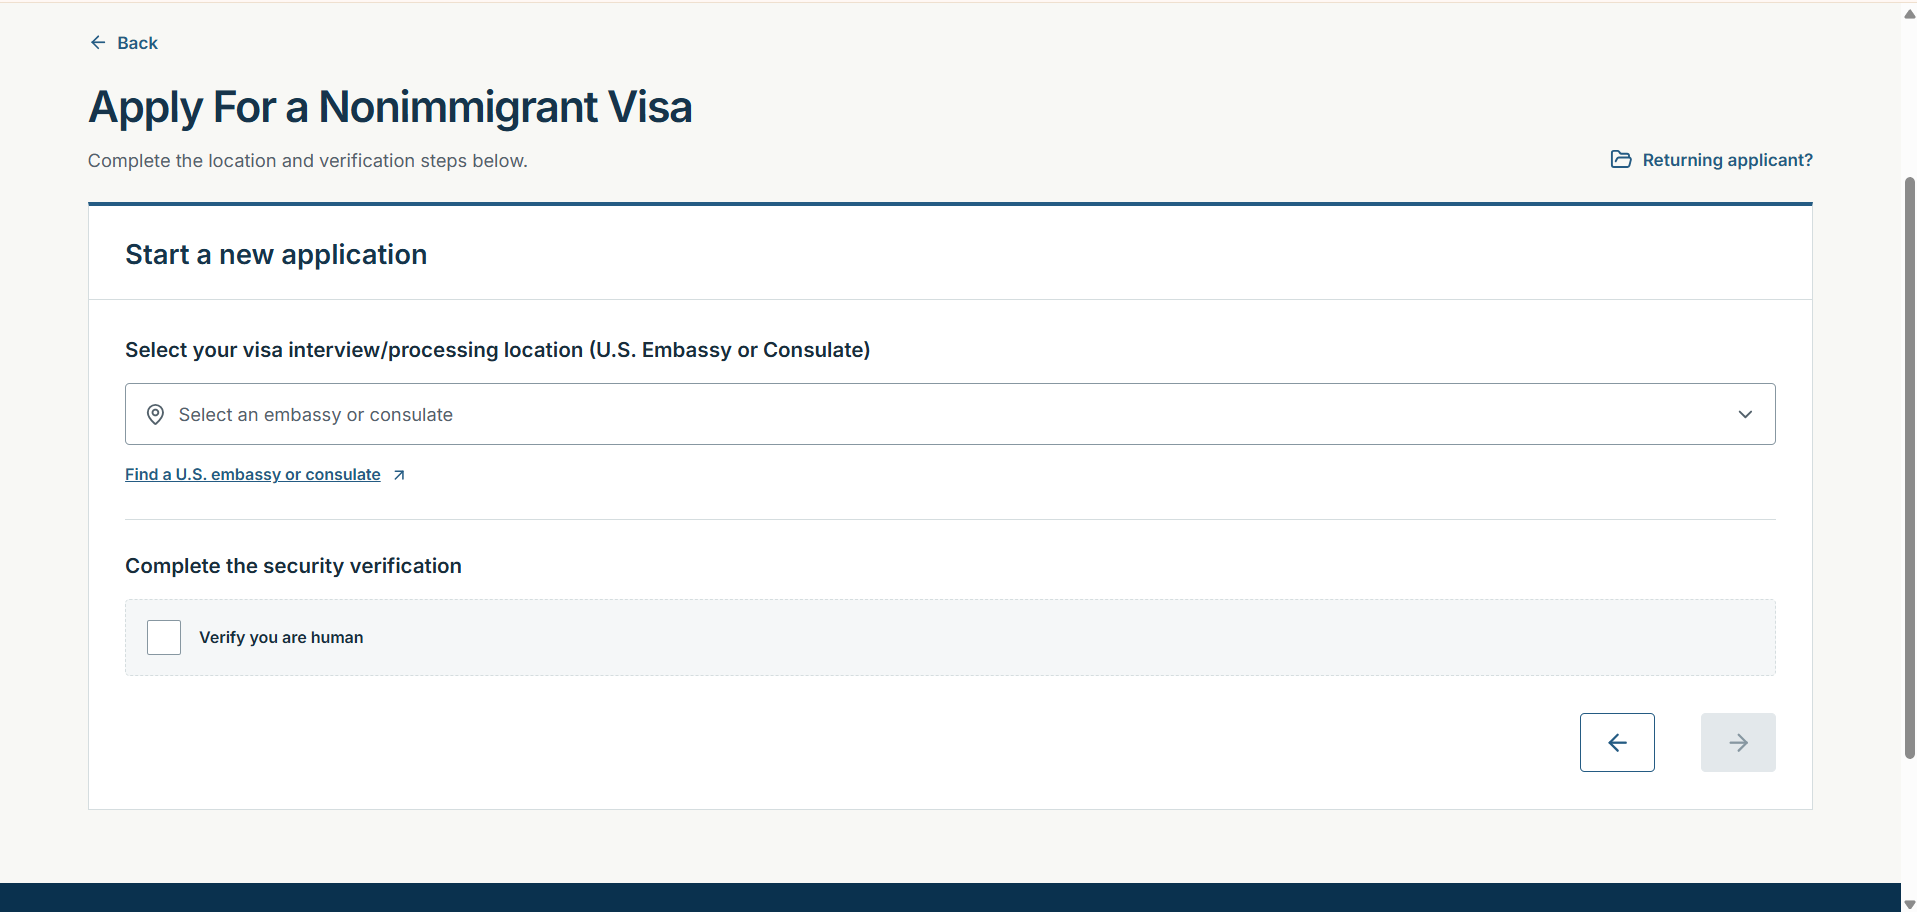 Back
Apply For a Nonimmigrant Visa
Complete the location and verification steps below.
Returning applicant?
Start a new application
Select your visa interview/processing location (U.S. Embassy or Consulate)
Select an embassy or consulate
Find a U.S. embassy or consulate
Complete the security verification
Verify you are human